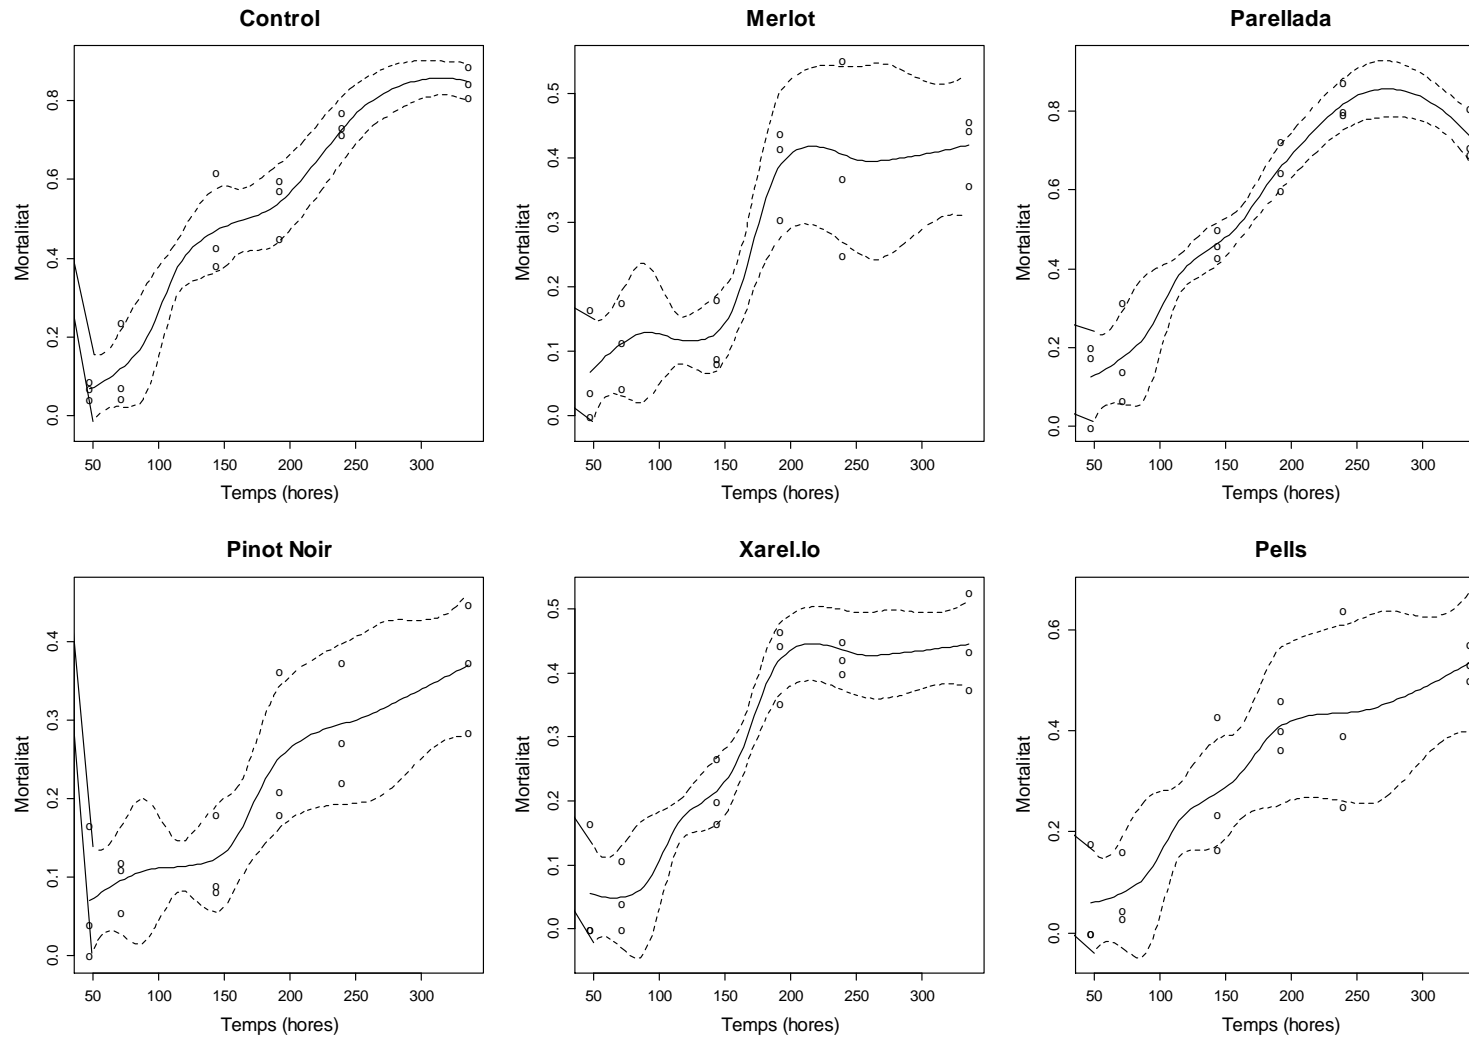 Control
Mortalitat
0.0 0.2 0.4 0.6 0.8
50 100 150 200 250 300
Temps (hores)
Merlot
Mortalitat
0.0 0.1 0.2 0.3 0.4 0.5
50 100 150 200 250 300
Temps (hores)
Parellada
Mortalitat
0.0 0.2 0.4 0.6 0.8
50 100 150 200 250 300
Temps (hores)
Pinot Noir
Mortalitat
0.0 0.1 0.2 0.3 0.4
50 100 150 200 250 300
Temps (hores)
Xarel.lo
Mortalitat
0.0 0.1 0.2 0.3 0.4 0.5
50 100 150 200 250 300
Temps (hores)
Pells
Mortalitat
0.0 0.2 0.4 0.6
50 100 150 200 250 300
Temps (hores)